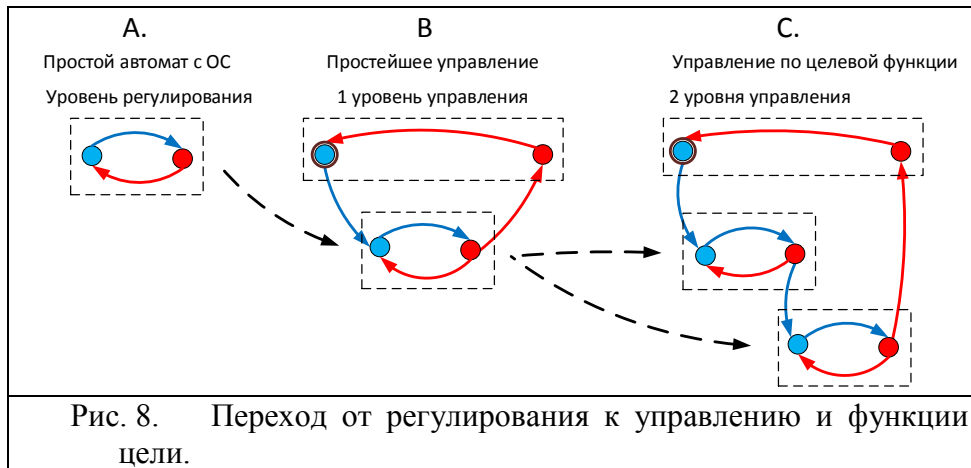 A.
B
C.
Простой автомат с ОС
Простейшее управление
Управление по целевой функции
Уровень регулирования
1 уровень управления
2 уровня управления
Рис. 8. Переход от регулирования к управлению и функции
цели.